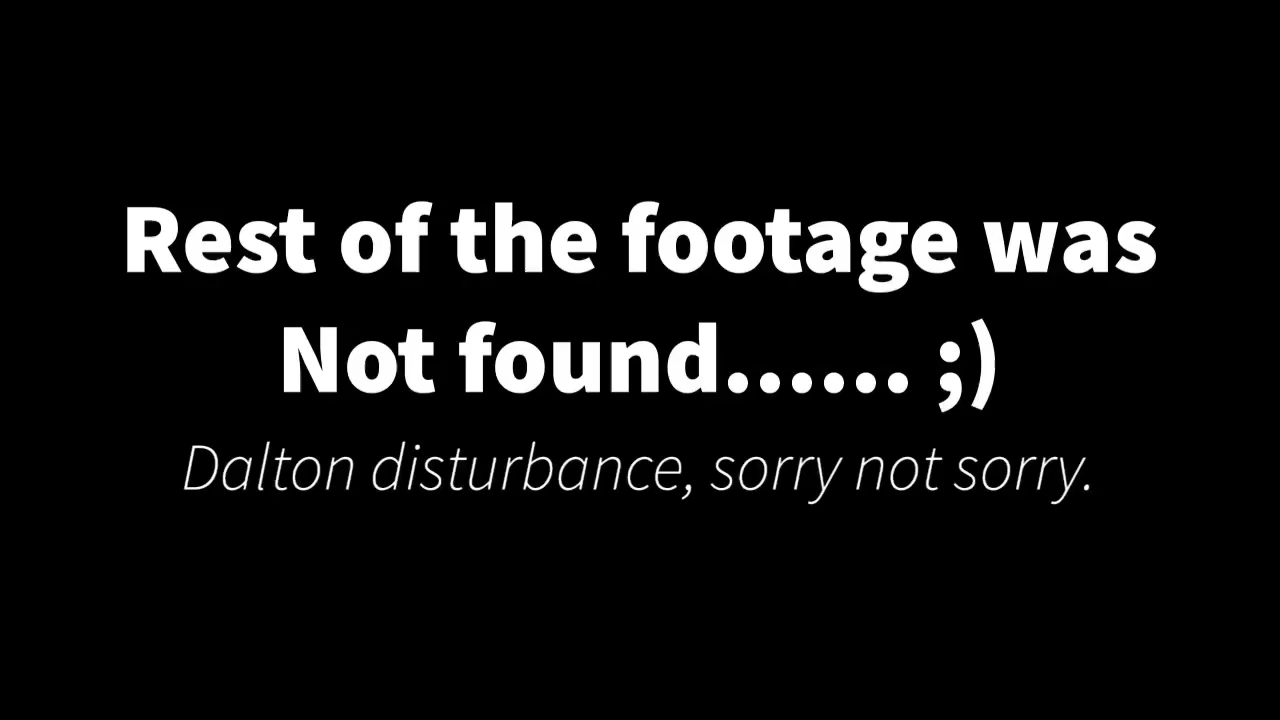 Rest of the footage was
Not found...... ;)
Dalton disturbance, sorry not sorry.